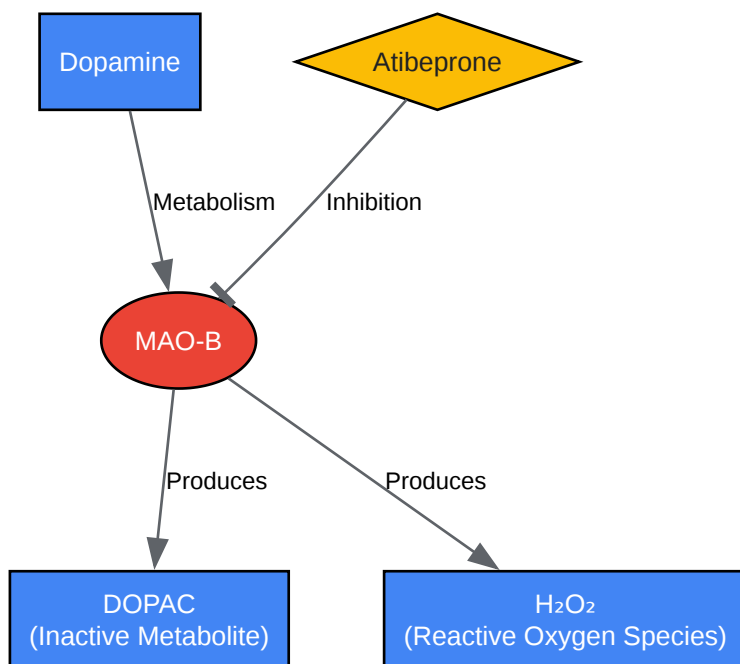 Dopamine
Atibeprone
Metabolism
Inhibition
MAO-B
Produces
Produces
DOPAC
(Inactive Metabolite)
H₂O₂
(Reactive Oxygen Species)